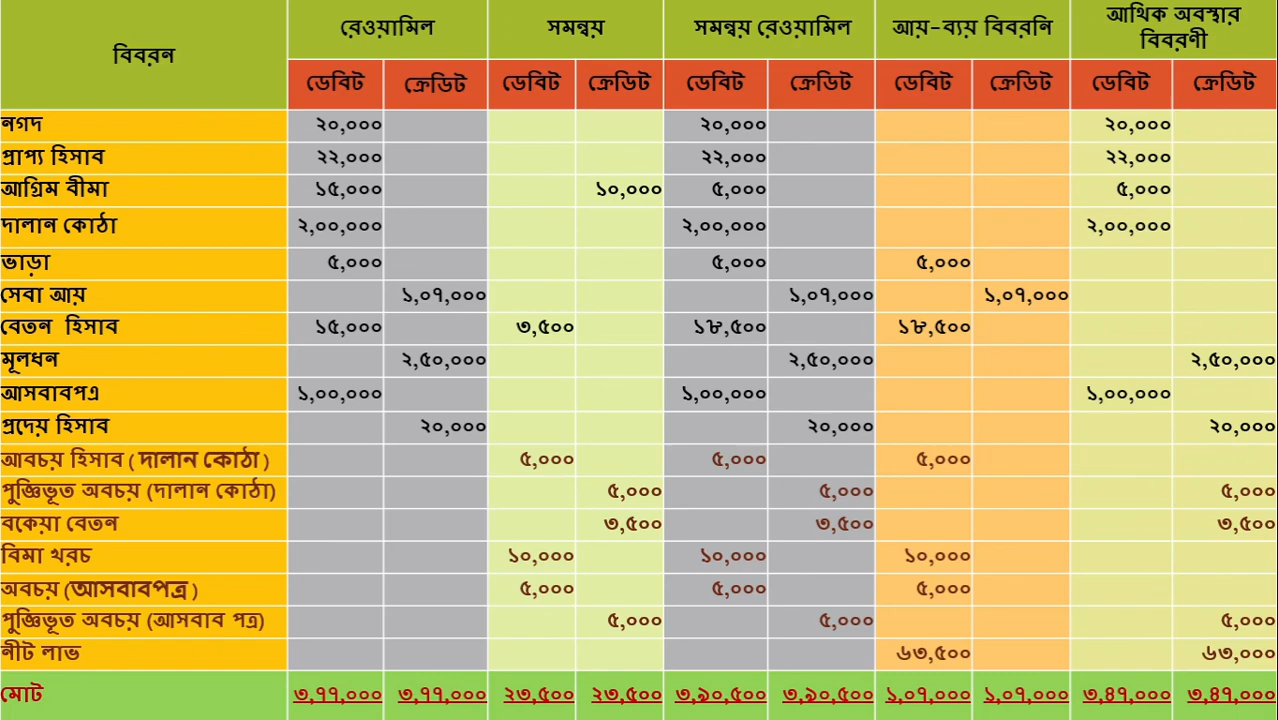 বিবরন রেওয়ামিল সমন্বয় সমন্বয় রেওয়ামিল আয়-ব্যয় বিবরনি আথিক অবস্থার
বিবরণী
ডেবিট ক্রেডিট ডেবিট ক্রেডিট ডেবিট ক্রেডিট ডেবিট ক্রেডিট ডেবিট ক্রেডিট
নগদ ২০,০০০ ২০,০০০ ২০,০০০
প্রাপ্য হিসাব ২২,০০০ ২২,০০০ ২২,০০০
আগ্রিম বীমা ১৫,০০০ ১০,০০০ ৫,০০০ ৫,০০০
দালান কোঠা ২,০০,০০০ ২,০০,০০০ ২,০০,০০০
ভাড়া ৫,০০০ ৫,০০০ ৫,০০০
সেবা আয় ১,০৭,০০০ ১,০৭,০০০ ১,০৭,০০০
বেতন হিসাব ১৫,০০০ ৩,৫০০ ১৮,৫০০ ১৮,৫০০
মূলধন ২,৫০,০০০ ২,৫০,০০০ ২,৫০,০০০
আসবাবপএ ১,০০,০০০ ১,০০,০০০ ১,০০,০০০
প্রদেয় হিসাব ২০,০০০ ২০,০০০ ২০,০০০
আবচয় হিসাব ( দালান কোঠা ) ৫,০০০ ৫,০০০ ৫,০০০
পুজ্ঞিভূত অবচয় (দালান কোঠা) ৫,০০০ ৫,০০০ ৫,০০০
বকেয়া বেতন ৩,৫০০ ৩,৫০০ ৩,৫০০
বিমা খরচ ১০,০০০ ১০,০০০ ১০,০০০
অবচয় (আসবাবপত্র ) ৫,০০০ ৫,০০০ ৫,০০০
পুজ্ঞিভূত অবচয় (আসবাব পত্র) ৫,০০০ ৫,০০০ ৫,০০০
নীট লাভ ৬৩,৫০০ ৬৩,০০০
মোট ৩,৭৭,০০০ ৩,৭৭,০০০ ২৩,৫০০ ২৩,৫০০ ৩,৯০,৫০০ ৩,৯০,৫০০ ১,০৭,০০০ ১,০৭,০০০ ৩,৪৭,০০০ ৩,৪৭,০০০